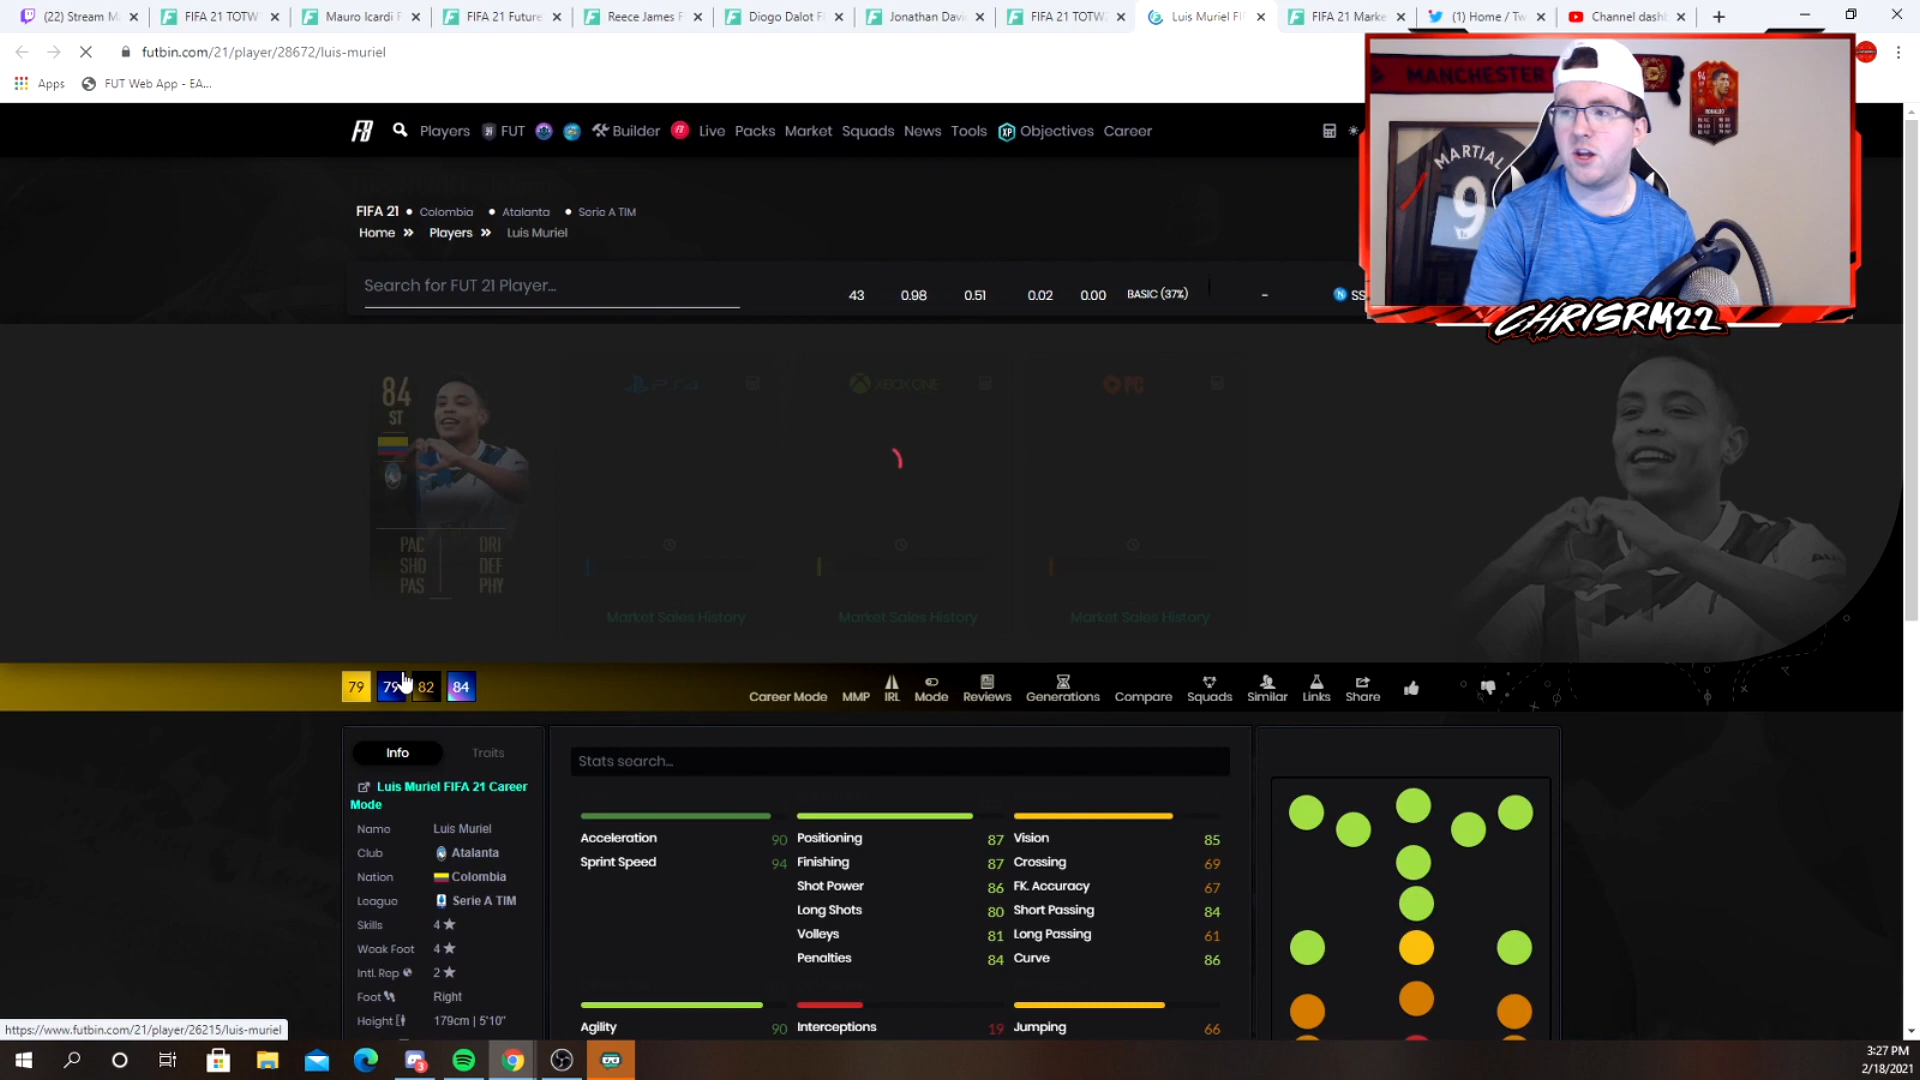 (22) Stream M
FIFA 21 TOTW
Mauro Icardi F
FIFA 21 Future
Reece James F
Diogo Dalot F
Jonathan Davi
FIFA 21 TOTW
Luis Muriel FIF
FIFA 21 Marke
(1) Home / Tw
Channel dash
futbin.com/21/player/28672/luis-muriel
Apps
FUT Web App - EA...
Players
FUT
Builder
Live
Packs
Market
Squads
News
Tools
XP
Objectives
Career
MANCHESTER
94
RONALDO
MARTIAL
9
CHRISRM22
FIFA 21 • Colombia • Atalanta • Serie A TIM
Home » Players » Luis Muriel
Search for FUT 21 Player...
43 0.98 0.51 0.02 0.00 BASIC (37%) - SS
84
ST
PAC
SHO
PAS
DRI
DEF
PHY
PS4
XBOX ONE
PC
Market Sales History
Market Sales History
Market Sales History
79 79 82 84
Career Mode
MMP
IRL
Mode
Reviews
Generations
Compare
Squads
Similar
Links
Share
Info
Traits
Luis Muriel FIFA 21 Career
Mode
Name Luis Muriel
Club Atalanta
Nation Colombia
League Serie A TIM
Skills 4
Weak Foot 4
Intl. Rep 2
Foot Right
Height 179cm | 5'10"
Stats search...
Acceleration 90
Sprint Speed 94
Positioning 87
Finishing 87
Shot Power 86
Long Shots 80
Volleys 81
Penalties 84
Vision 85
Crossing 69
FK. Accuracy 67
Short Passing 84
Long Passing 61
Curve 86
Agility 90
Interceptions 19
Jumping 66
https://www.futbin.com/21/player/26215/luis-muriel
3:27 PM
2/18/2021